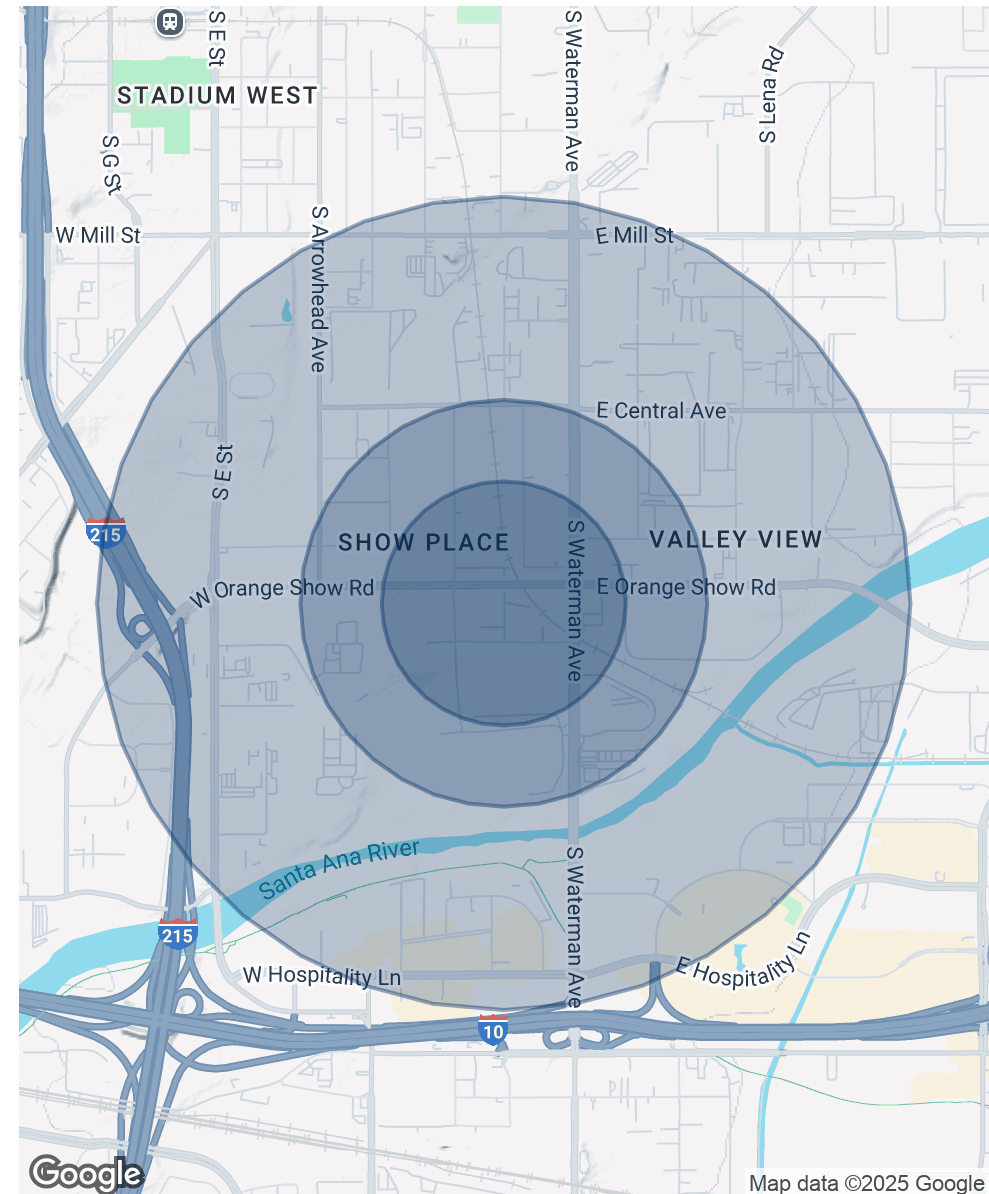 S E St
S Waterman Ave
S Lena Rd
STADIUM WEST
S G St
W Mill St
S Arrowhead Ave
E Mill St
E Central Ave
S E St
215
SHOW PLACE
S Waterman Ave
VALLEY VIEW
W Orange Show Rd
E Orange Show Rd
Santa Ana River
S Waterman Ave
215
W Hospitality Ln
E Hospitality Ln
10
Google
Map data ©2025 Google